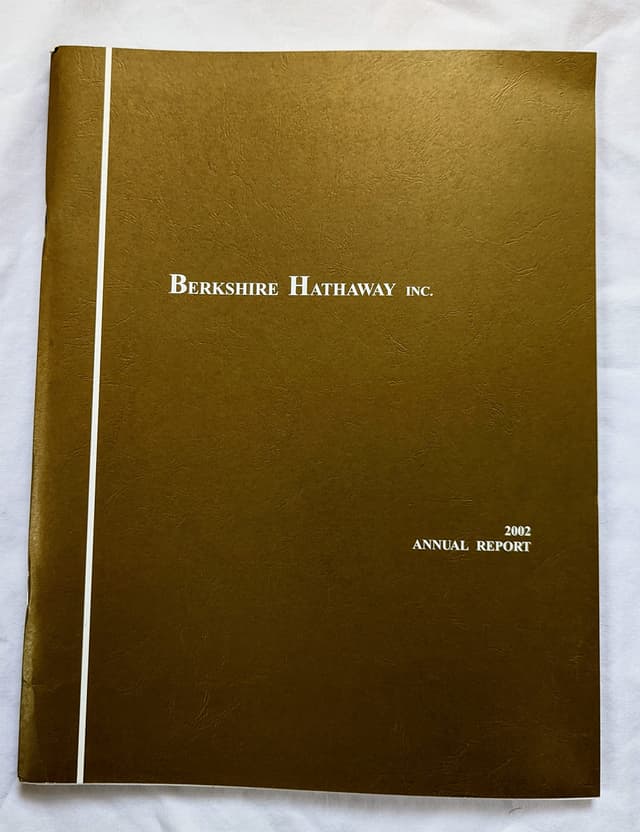 BERKSHIRE HATHAWAY INC.
2002
ANNUAL REPORT